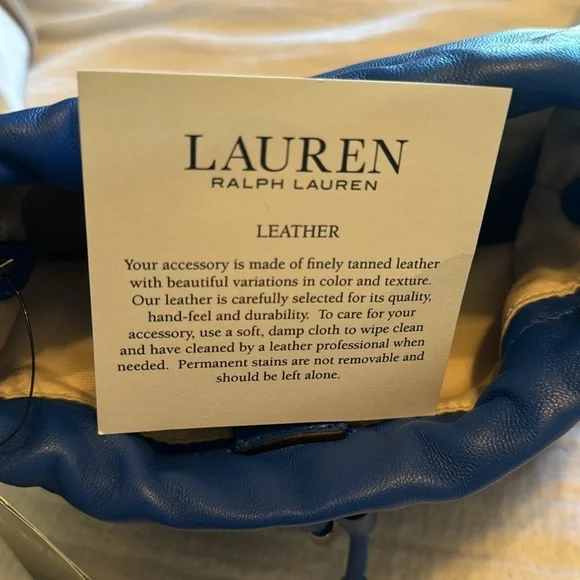 LAUREN
RALPH LAUREN
LEATHER
Your accessory is made of finely tanned leather
with beautiful variations in color and texture.
Our leather is carefully selected for its quality,
hand-feel and durability. To care for your
accessory, use a soft, damp cloth to wipe clean
and have cleaned by a leather professional when
needed. Permanent stains are not removable and
should be left alone.